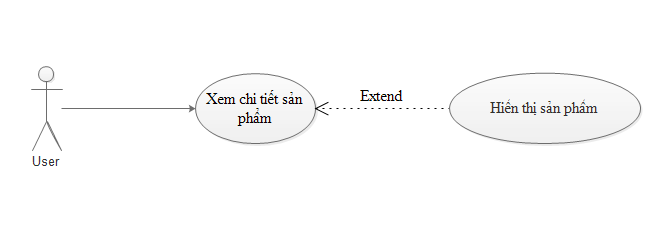 Extend
Xem chi tiết sản
phẩm
Hiển thị sản phẩm
User